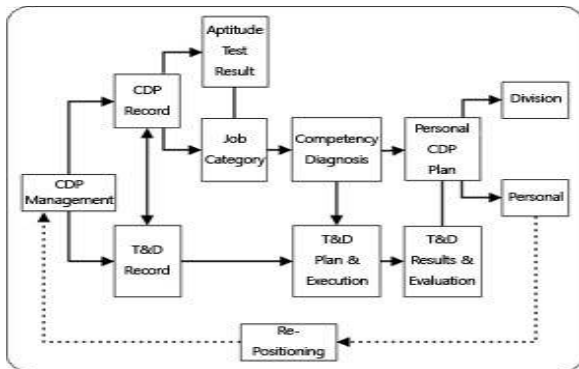 Aptitude
Test
Result
CDP
Record
Division
Job
Category
Competency
Diagnosis
Personal
CDP
Plan
CDP
Management
Personal
T&D
Record
T&D
Plan &
Execution
T&D
Results &
Evaluation
Re-
Positioning